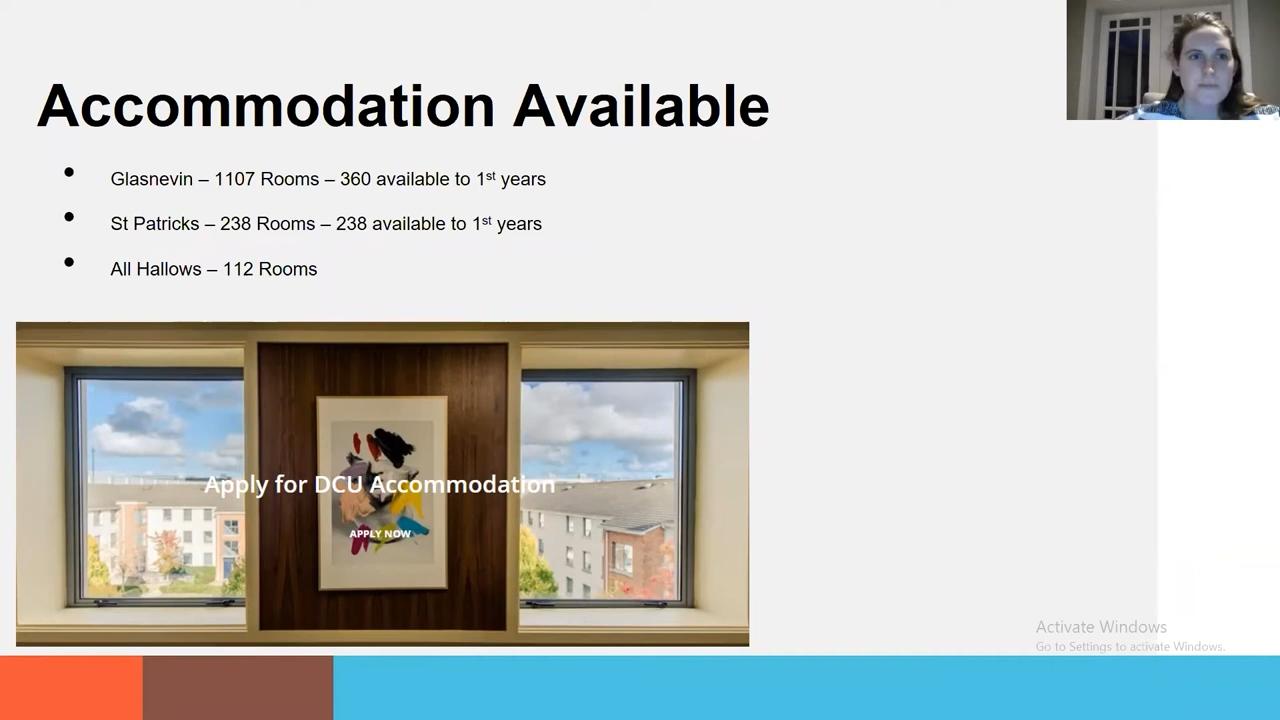 Accommodation Available
• Glasnevin – 1107 Rooms – 360 available to 1st years
• St Patricks – 238 Rooms – 238 available to 1st years
• All Hallows – 112 Rooms
Apply for DCU Accommodation
APPLY NOW
Activate Windows
Go to Settings to activate Windows.